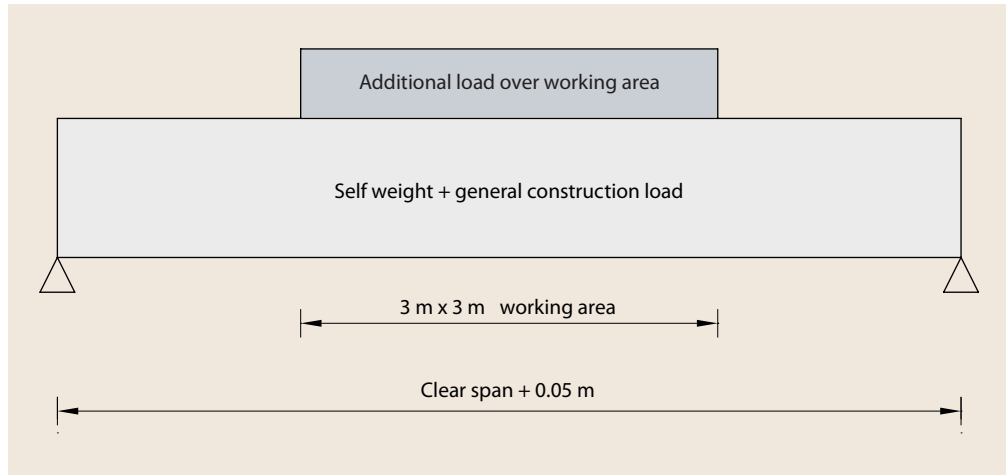 Additional load over working area
Self weight + general construction load
3 m x 3 m working area
Clear span + 0.05 m